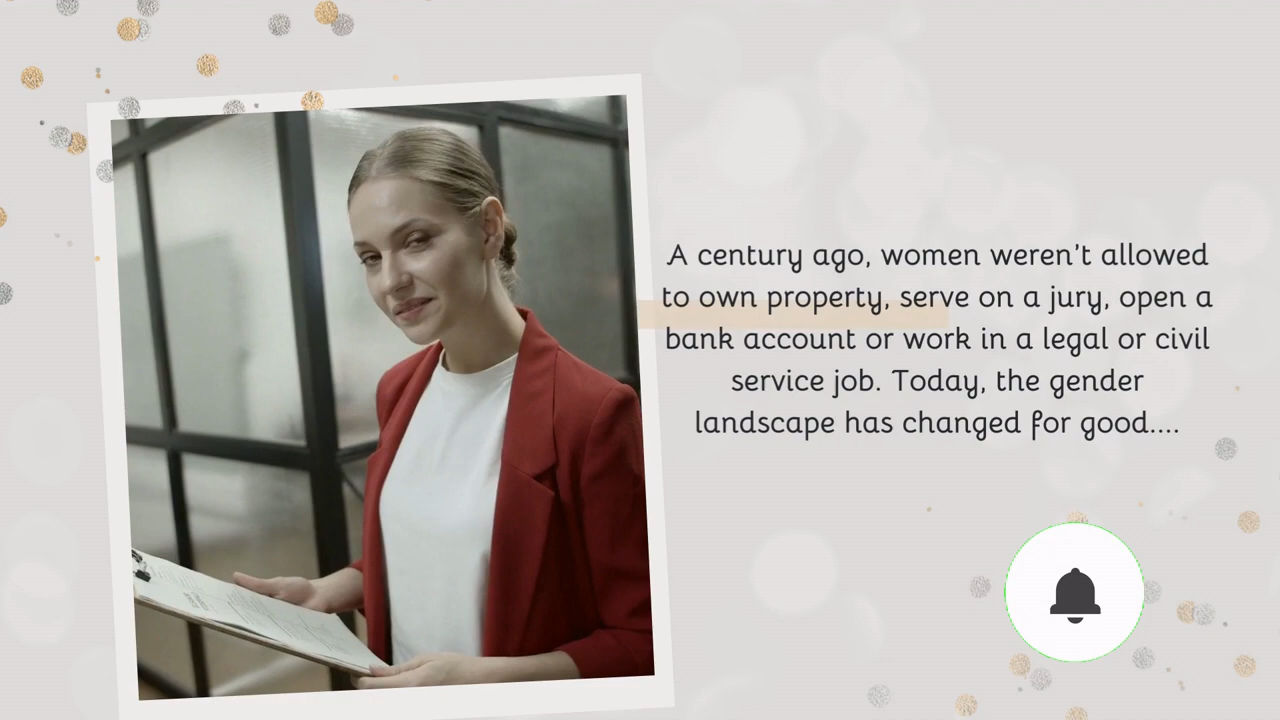 A century ago, women weren't allowed
to own property, serve on a jury, open a
bank account or work in a legal or civil
service job. Today, the gender
landscape has changed for good....